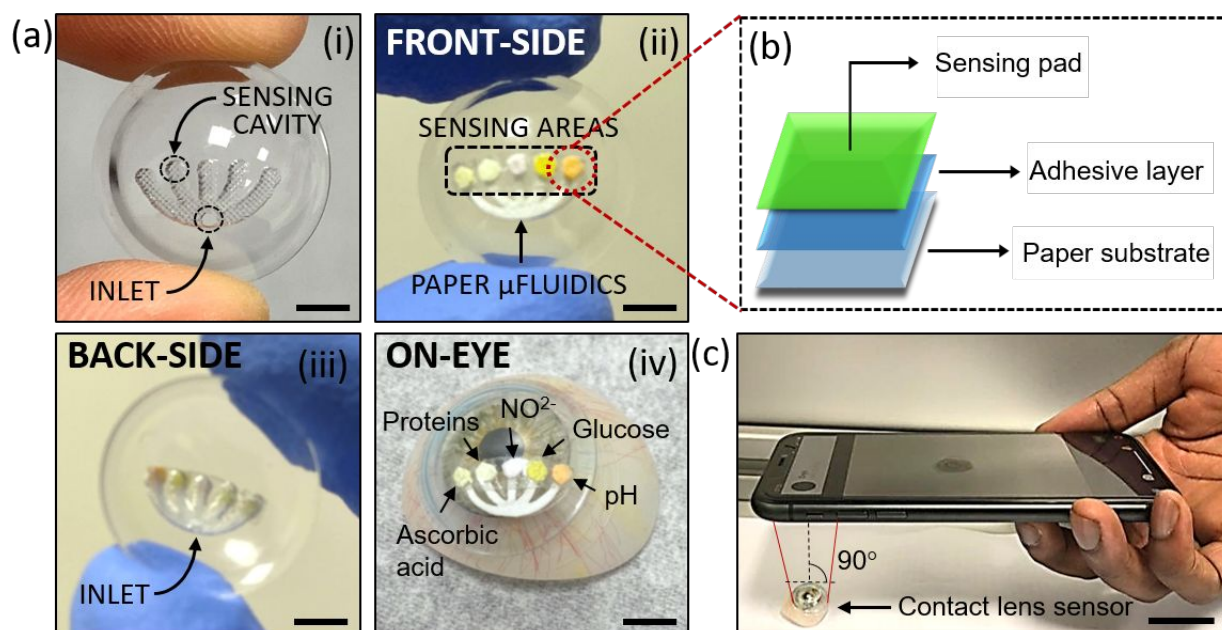 (a)
(i)
SENSING
CAVITY
INLET
FRONT-SIDE
(ii)
SENSING AREAS
PAPER µFLUIDICS
(b)
Sensing pad
Adhesive layer
Paper substrate
BACK-SIDE
(iii)
INLET
ON-EYE
(iv)
Proteins
NO²⁻
Glucose
pH
Ascorbic
acid
(c)
90°
Contact lens sensor